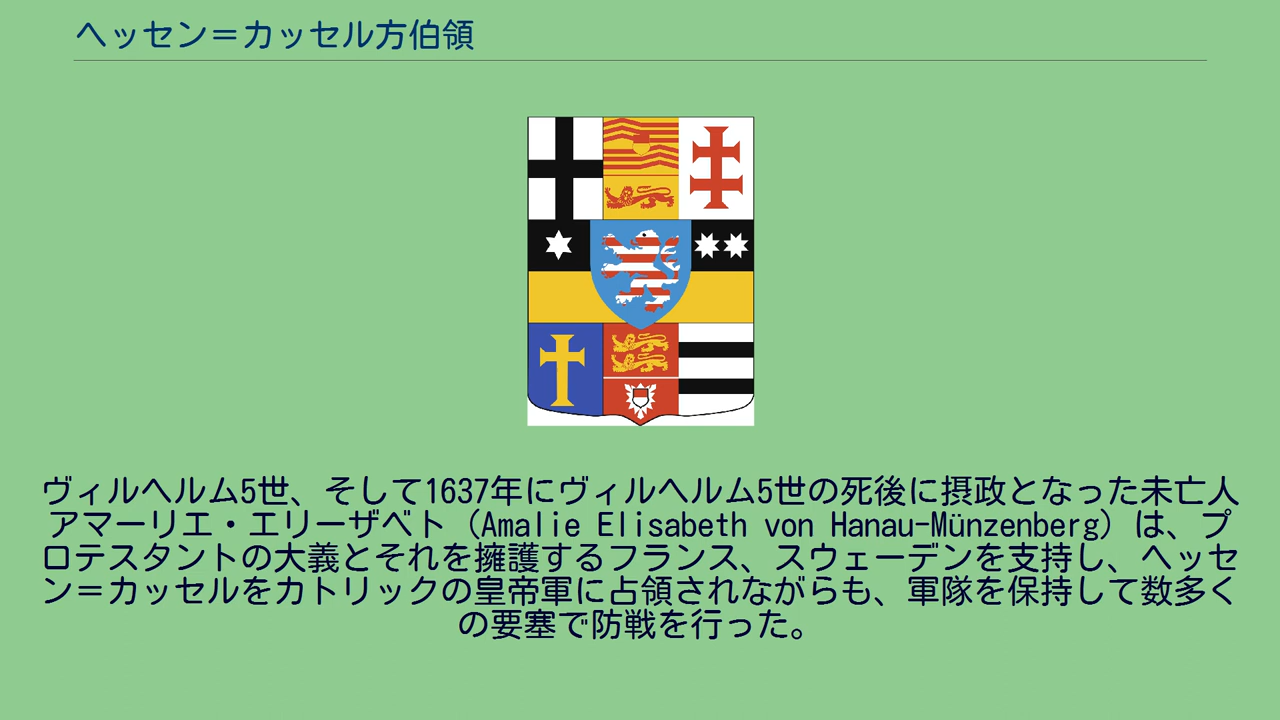 ヘッセン＝カッセル方伯領
ヴィルヘルム5世、そして1637年にヴィルヘルム5世の死後に摂政となった未亡人
アマーリエ・エリーザベト（Amalie Elisabeth von Hanau-Münzenberg）は、プ
ロテスタントの大義とそれを擁護するフランス、スウェーデンを支持し、ヘッセ
ン＝カッセルをカトリックの皇帝軍に占領されながらも、軍隊を保持して数多く
の要塞で防戦を行った。